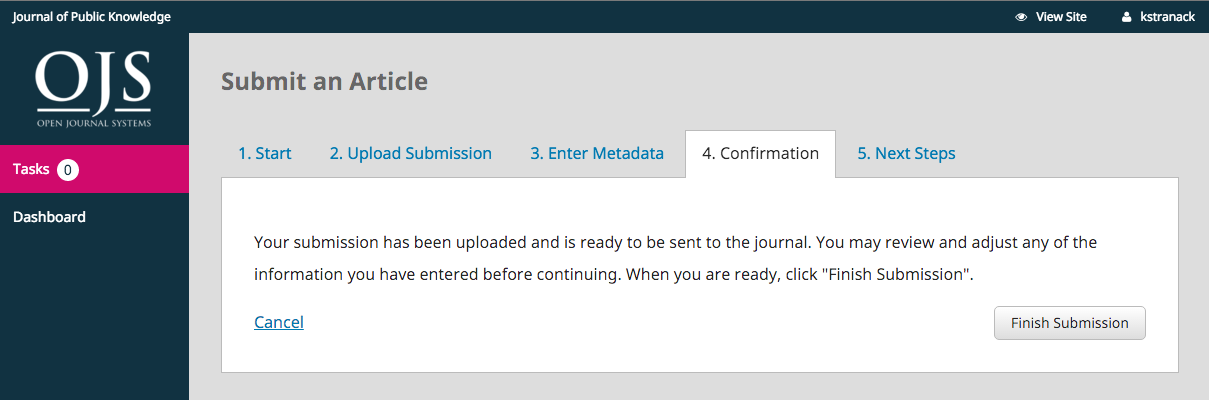 Journal of Public Knowledge
View Site
kstranack
OJS
OPEN JOURNAL SYSTEMS
Tasks 0
Dashboard
Submit an Article
1. Start
2. Upload Submission
3. Enter Metadata
4. Confirmation
5. Next Steps
Your submission has been uploaded and is ready to be sent to the journal. You may review and adjust any of the
information you have entered before continuing. When you are ready, click "Finish Submission".
Cancel
Finish Submission